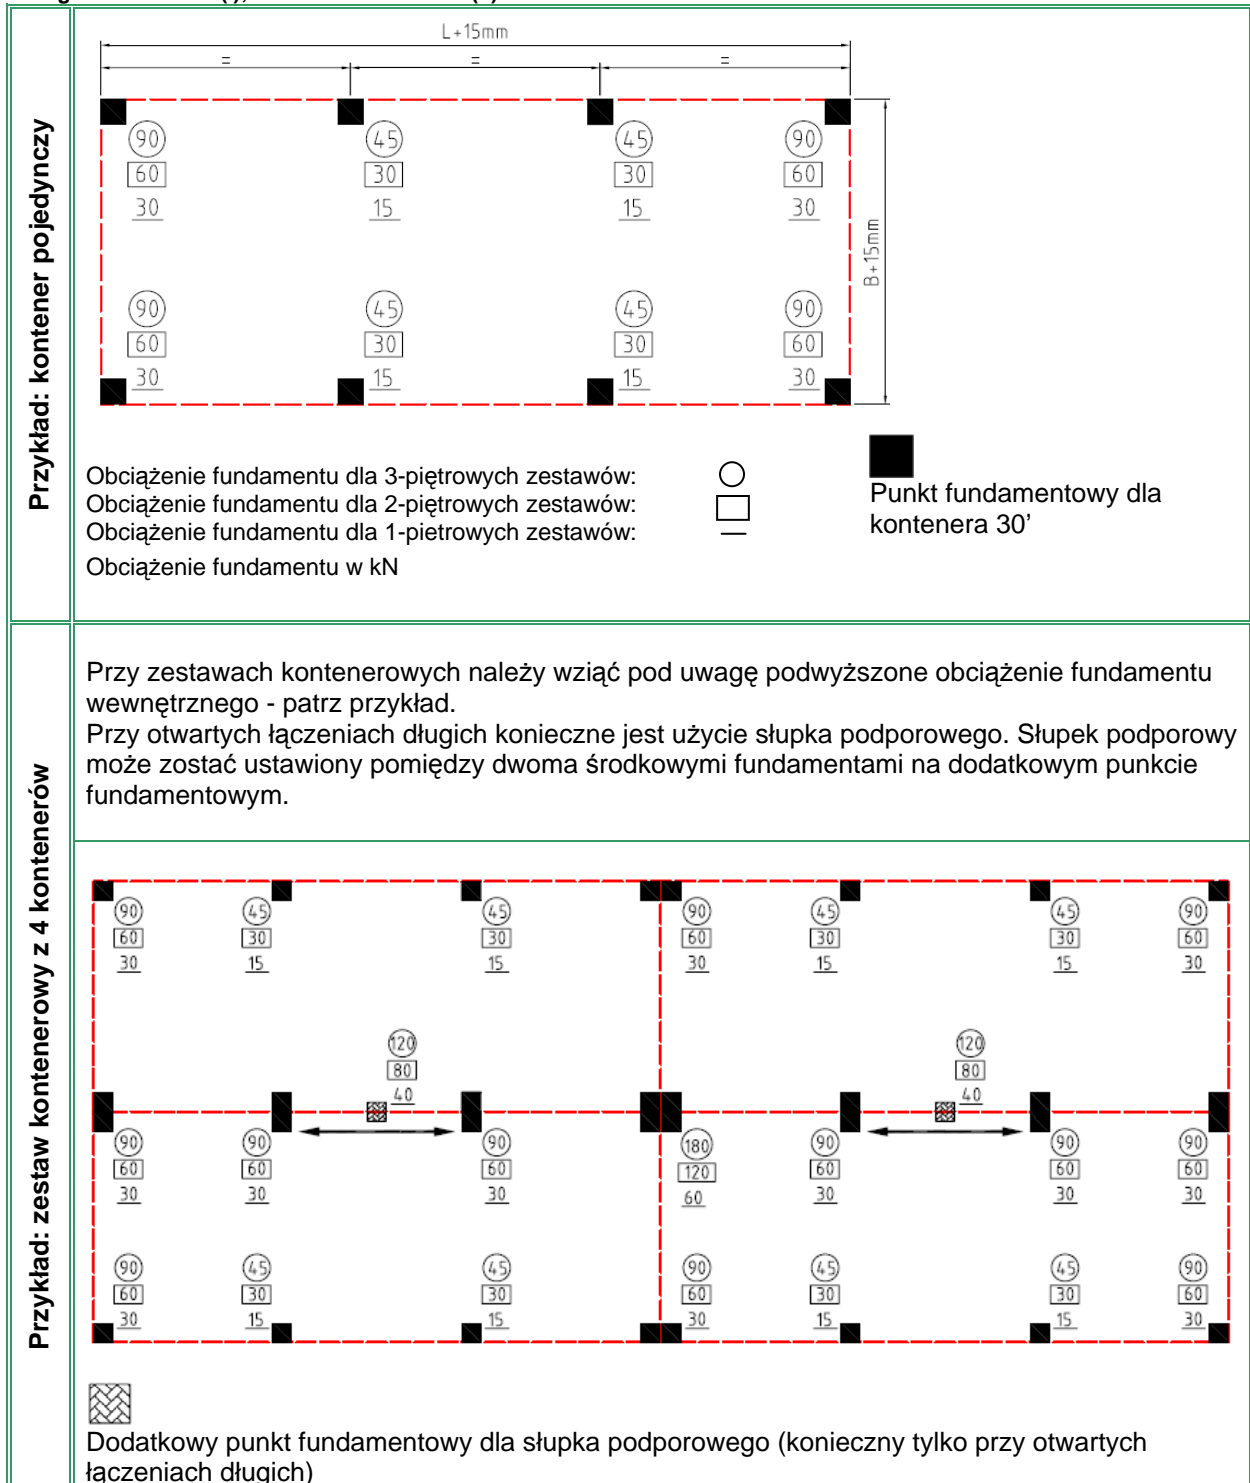 Przykład: kontener pojedynczy
L+15mm
= = =
90 45 45 90
60 30 30 60
30 15 15 30
B+15mm
90 45 45 90
60 30 30 60
30 15 15 30
Obciążenie fundamentu dla 3-piętrowych zestawów:
Obciążenie fundamentu dla 2-piętrowych zestawów:
Obciążenie fundamentu dla 1-pietrowych zestawów:
Obciążenie fundamentu w kN
Punkt fundamentowy dla
kontenera 30’
Przykład: zestaw kontenerowy z 4 kontenerów
Przy zestawach kontenerowych należy wziąć pod uwagę podwyższone obciążenie fundamentu
wewnętrznego - patrz przykład.
Przy otwartych łączeniach długich konieczne jest użycie słupka podporowego. Słupek podporowy
może zostać ustawiony pomiędzy dwoma środkowymi fundamentami na dodatkowym punkcie
fundamentowym.
90 45 45 90 45 45 90
60 30 30 60 30 30 60
30 15 15 30 15 15 30
120 120
80 80
40 40
90 90 90 180 90 90 90
60 60 60 120 60 60 60
30 30 30 60 30 30 30
90 45 45 90 45 45 90
60 30 30 60 30 30 60
30 15 15 30 15 15 30
Dodatkowy punkt fundamentowy dla słupka podporowego (konieczny tylko przy otwartych
łączeniach długich)